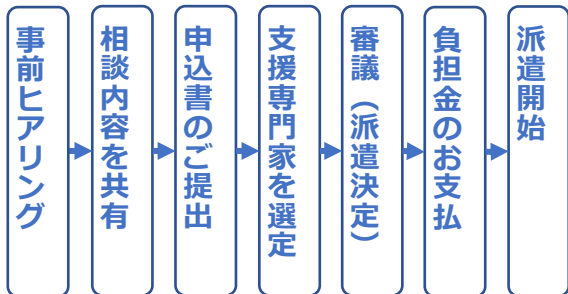 事前ヒアリング
相談内容を共有
申込書のご提出
支援専門家を選定
審議（派遣決定）
負担金のお支払
派遣開始